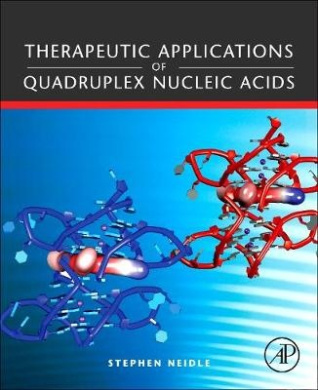 THERAPEUTIC APPLICATIONS
OF
QUADRUPLEX NUCLEIC ACIDS
STEPHEN NEIDLE
AP